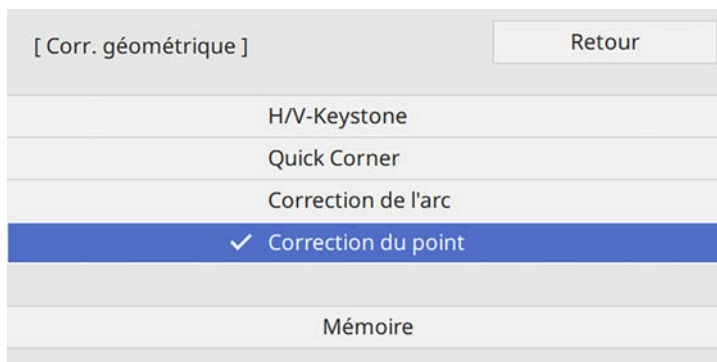 [ Corr. géométrique ]
Retour
H/V-Keystone
Quick Corner
Correction de l'arc
Correction du point
Mémoire